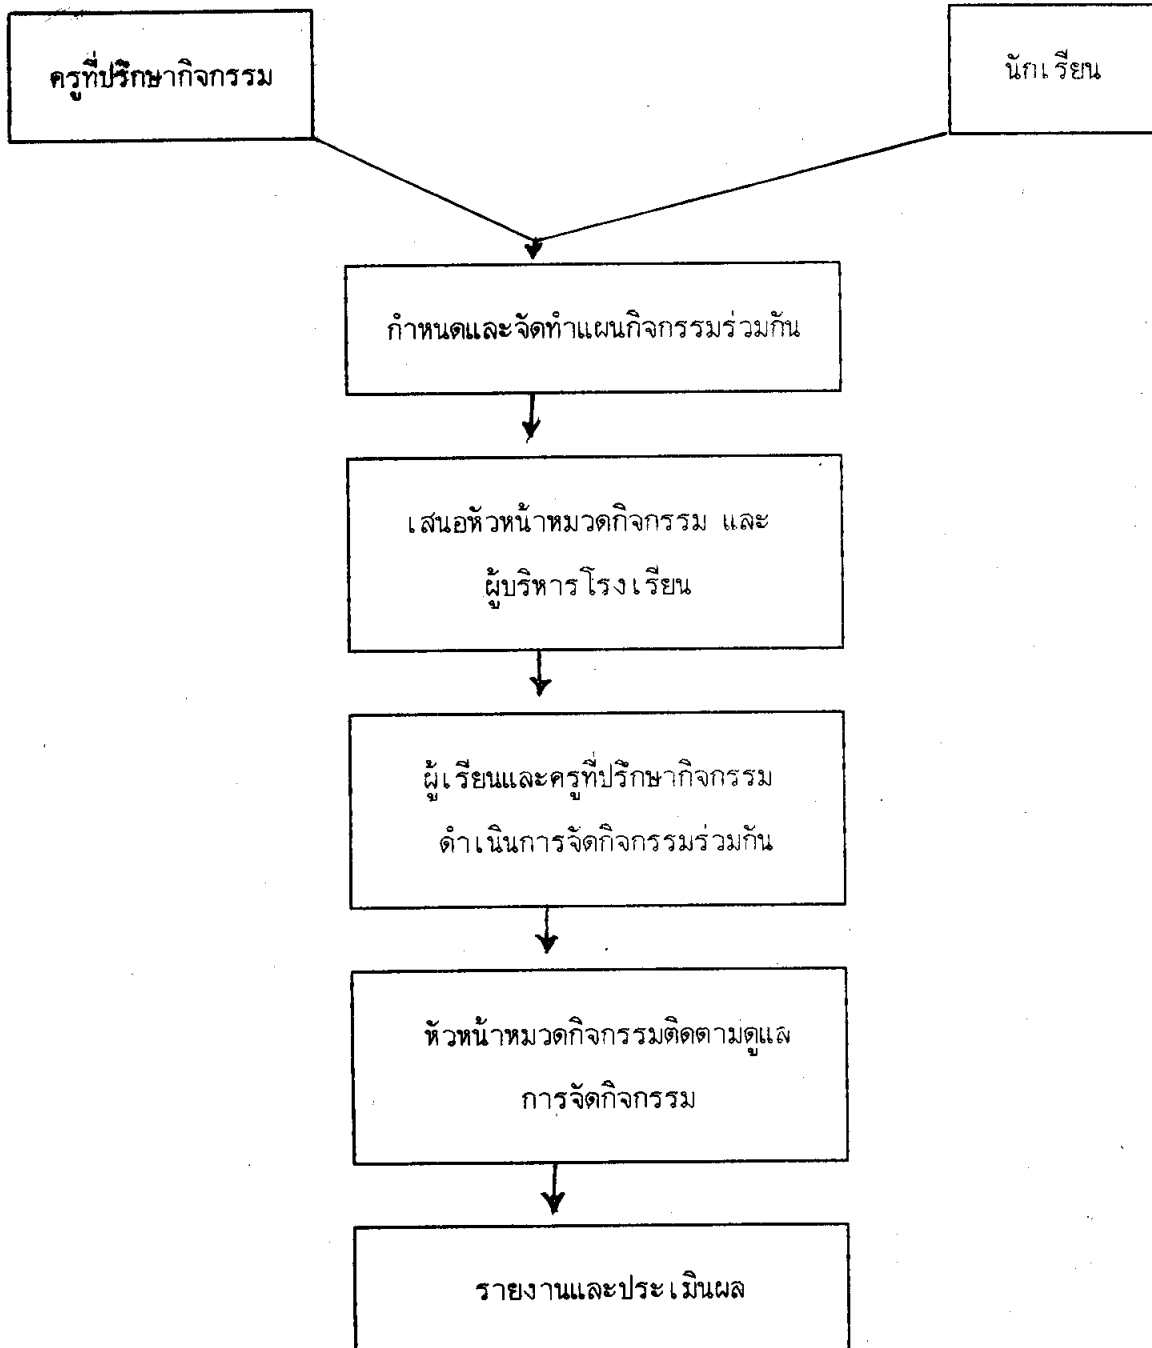 ครูที่ปรึกษากิจกรรม
นักเรียน
กำหนดและจัดทำแผนกิจกรรมร่วมกัน
เสนอหัวหน้าหมวดกิจกรรม และ
ผู้บริหารโรงเรียน
ผู้เรียนและครูที่ปรึกษากิจกรรม
ดำเนินการจัดกิจกรรมร่วมกัน
หัวหน้าหมวดกิจกรรมติดตามดูแล
การจัดกิจกรรม
รายงานและประเมินผล